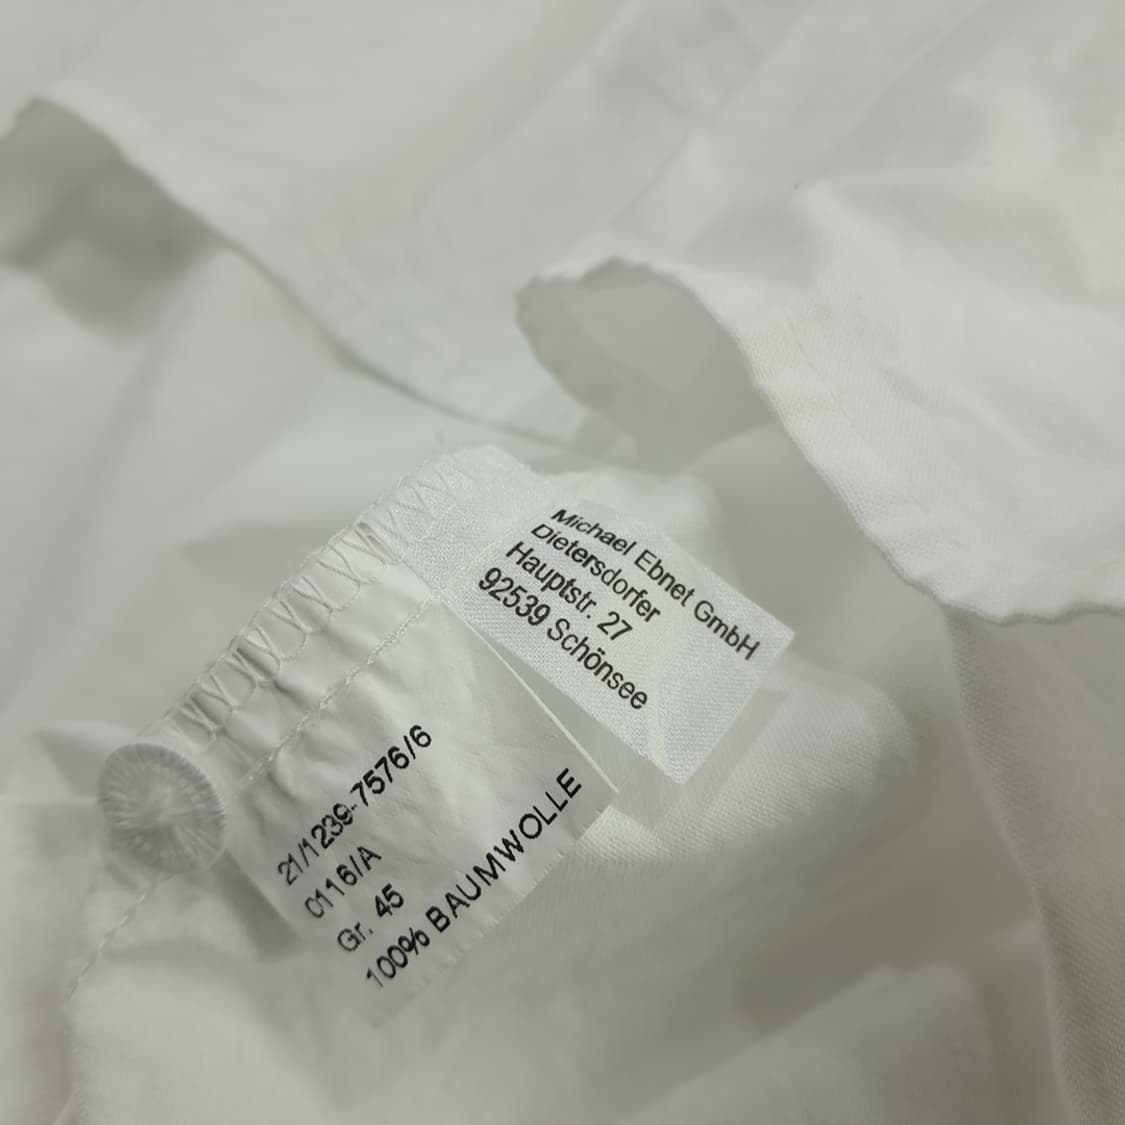 Michael Ebnet GmbH
Dietersdorfer
Hauptstr. 27
92539 Schönsee
21/1239-7576/6
0116/A
Gr. 45
100% BAUMWOLLE